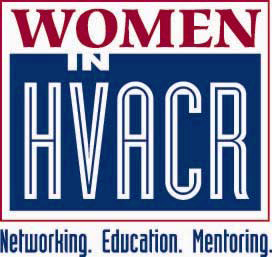 WOMEN
IN
HVACR
Networking. Education. Mentoring.